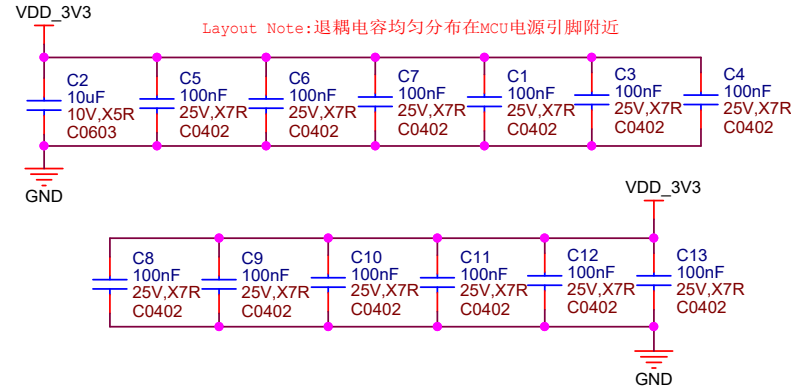 VDD_3V3
Layout Note:退耦电容均匀分布在MCU电源引脚附近
C2
10uF
10V,X5R
C0603
C5
100nF
25V,X7R
C0402
C6
100nF
25V,X7R
C0402
C7
100nF
25V,X7R
C0402
C1
100nF
25V,X7R
C0402
C3
100nF
25V,X7R
C0402
C4
100nF
25V,X7R
C0402
GND
VDD_3V3
C8
100nF
25V,X7R
C0402
C9
100nF
25V,X7R
C0402
C10
100nF
25V,X7R
C0402
C11
100nF
25V,X7R
C0402
C12
100nF
25V,X7R
C0402
C13
100nF
25V,X7R
C0402
GND